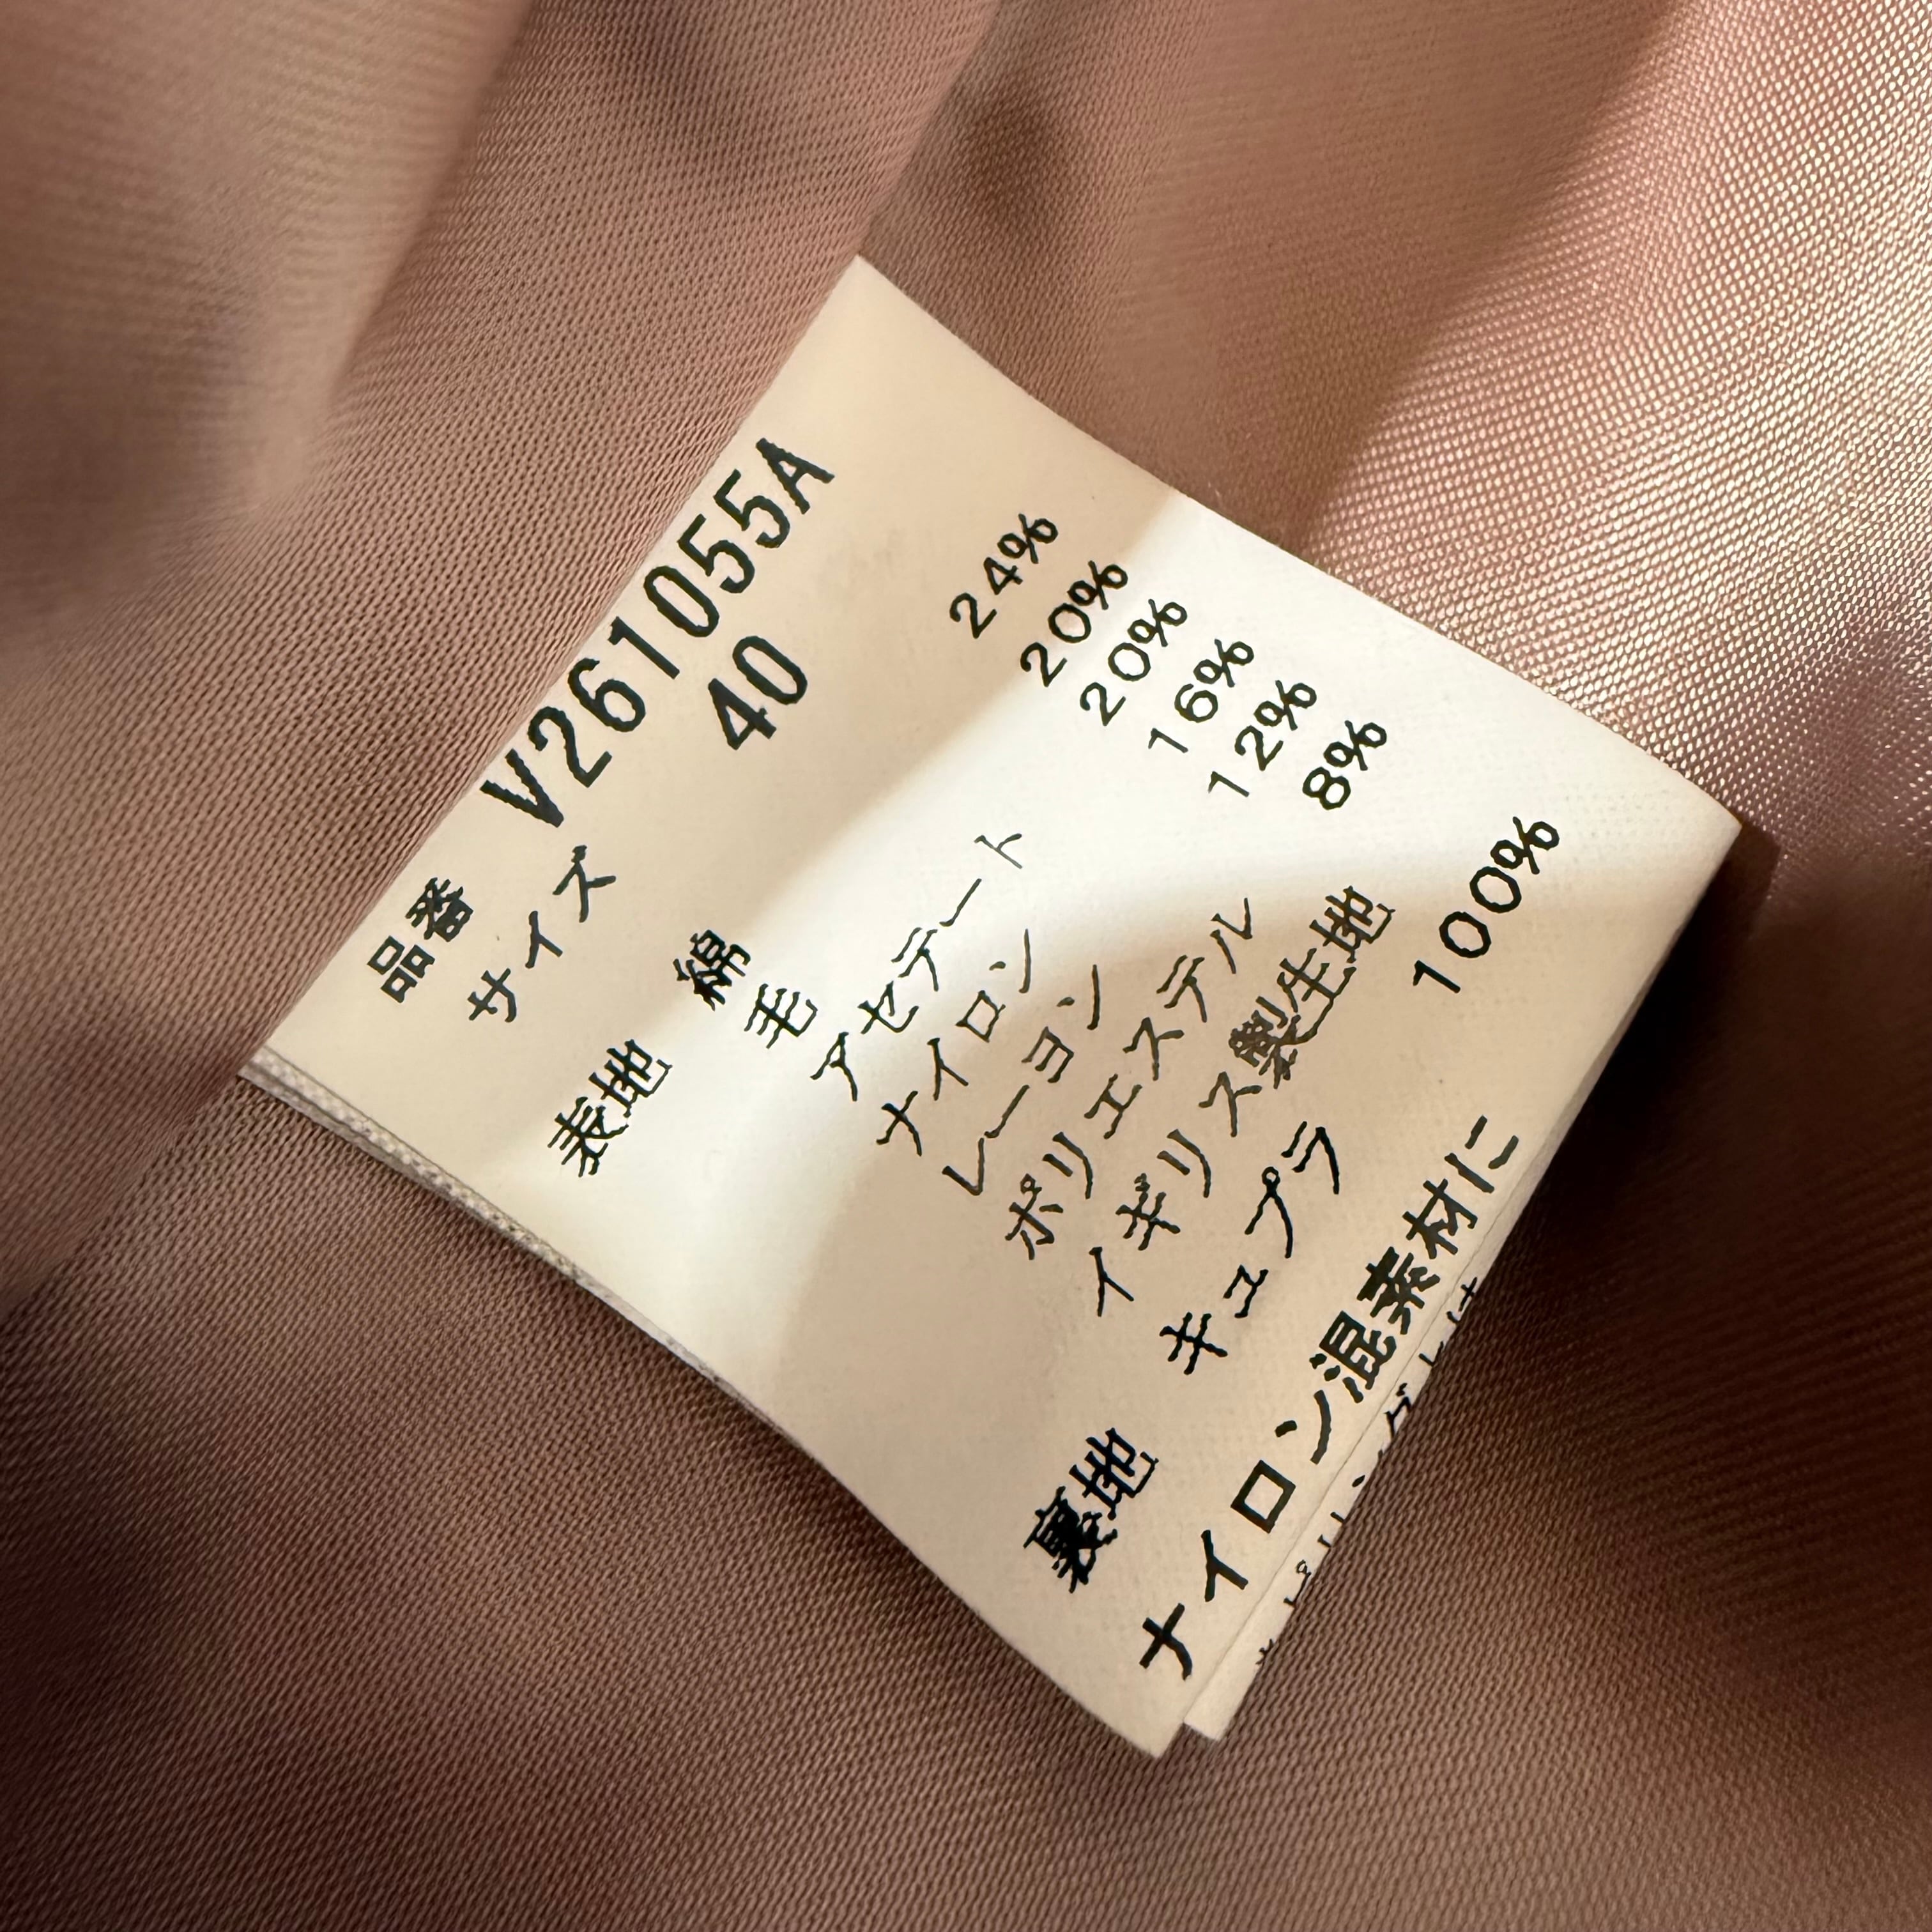 品番 V261055A
サイズ 40
表地 綿 24%
毛 20%
アセテート 20%
ナイロン 16%
レーヨン 12%
ポリエステル 8%
イギリス製生地
裏地 キュプラ 100%
ナイロン混素材に